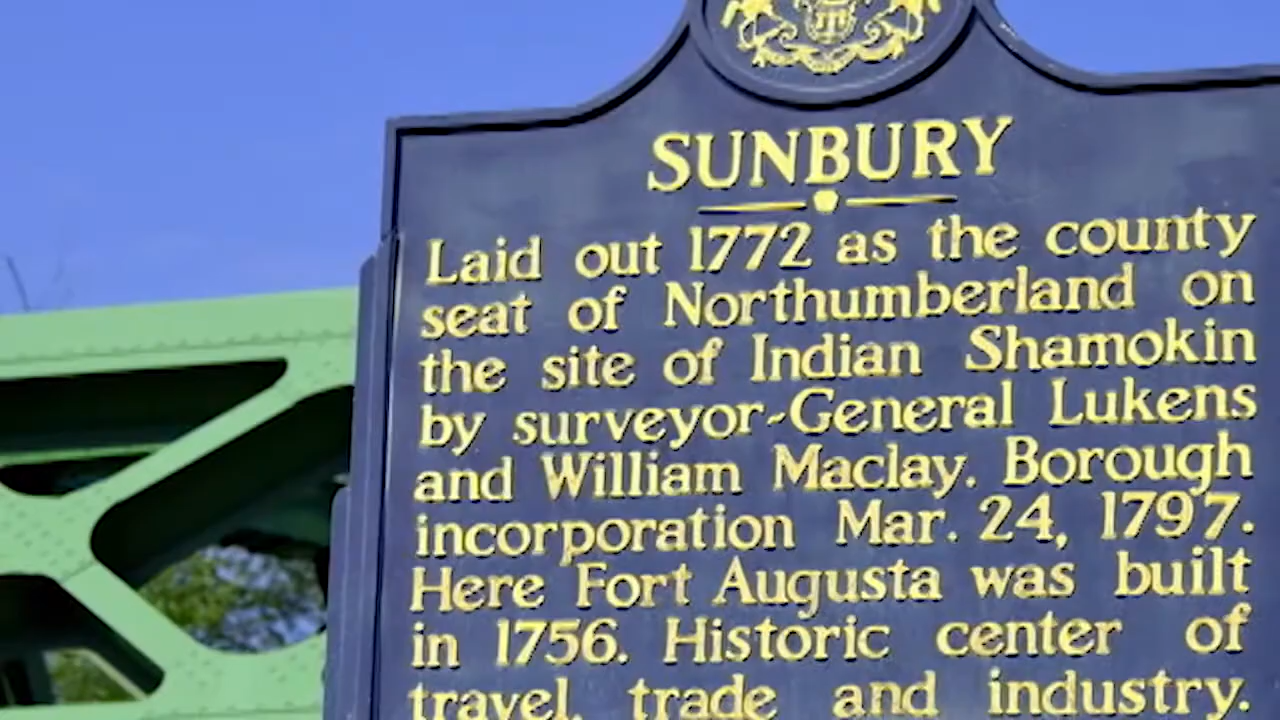 SUNBURY
Laid out 1772 as the county
seat of Northumberland on
the site of Indian Shamokin
by surveyor-General Lukens
and William Maclay. Borough
incorporation Mar. 24, 1797.
Here Fort Augusta was built
in 1756. Historic center of
travel, trade and industry.